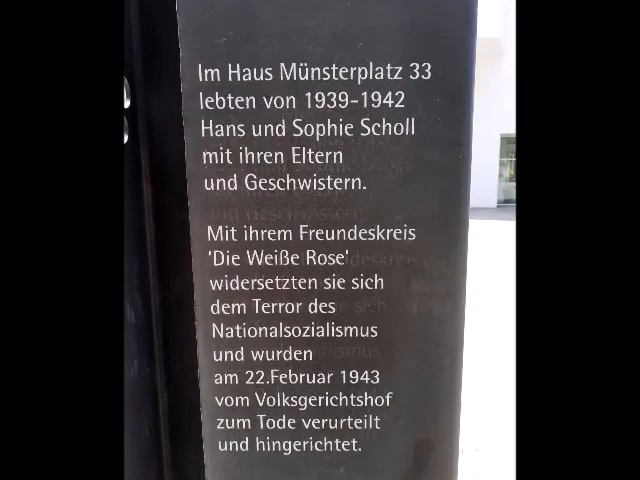 Im Haus Münsterplatz 33
lebten von 1939-1942
Hans und Sophie Scholl
mit ihren Eltern
und Geschwistern.
Mit ihrem Freundeskreis
'Die Weiße Rose'
widersetzten sie sich
dem Terror des
Nationalsozialismus
und wurden
am 22.Februar 1943
vom Volksgerichtshof
zum Tode verurteilt
und hingerichtet.